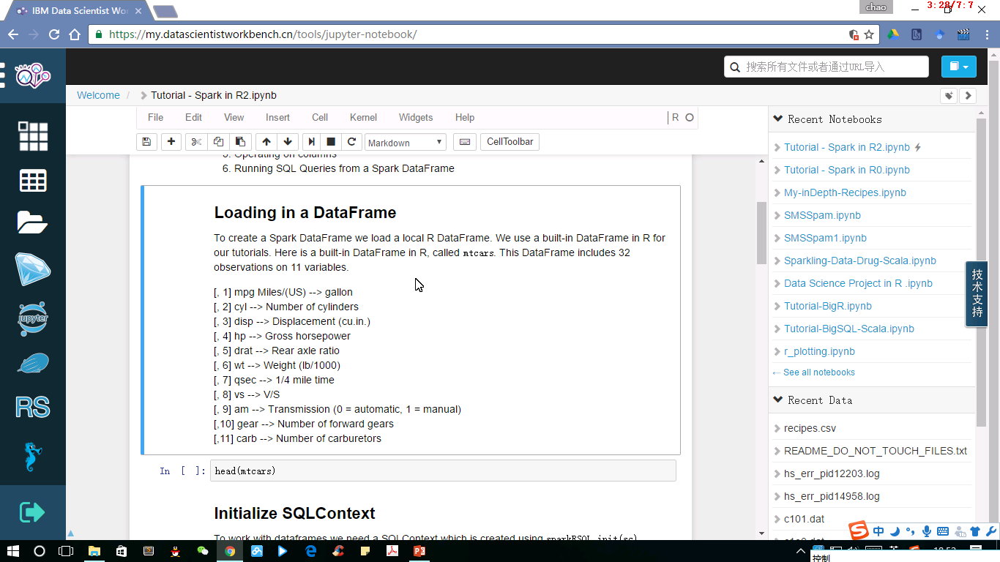 IBM Data Scientist Wo
chao
3:28/7:7
https://my.datascientistworkbench.cn/tools/jupyter-notebook/
搜索所有文件或者通过URL导入
Welcome / Tutorial - Spark in R2.ipynb
File Edit View Insert Cell Kernel Widgets Help R
Markdown CellToolbar
5. Operating on columns
6. Running SQL Queries from a Spark DataFrame
Loading in a DataFrame
To create a Spark DataFrame we load a local R DataFrame. We use a built-in DataFrame in R for
our tutorials. Here is a built-in DataFrame in R, called mtcars. This DataFrame includes 32
observations on 11 variables.
[, 1] mpg Miles/(US) --> gallon
[, 2] cyl --> Number of cylinders
[, 3] disp --> Displacement (cu.in.)
[, 4] hp --> Gross horsepower
[, 5] drat --> Rear axle ratio
[, 6] wt --> Weight (lb/1000)
[, 7] qsec --> 1/4 mile time
[, 8] vs --> V/S
[, 9] am --> Transmission (0 = automatic, 1 = manual)
[,10] gear --> Number of forward gears
[,11] carb --> Number of carburetors
In [ ]: head(mtcars)
Initialize SQLContext
To work with dataframes we need a SQLContext which is created using sparkRSQL.init(sc)
jupyter
RS
Recent Notebooks
Tutorial - Spark in R2.ipynb
Tutorial - Spark in R0.ipynb
My-inDepth-Recipes.ipynb
SMSSpam.ipynb
SMSSpam1.ipynb
Sparkling-Data-Drug-Scala.ipynb
Data Science Project in R .ipynb
Tutorial-BigR.ipynb
Tutorial-BigSQL-Scala.ipynb
r_plotting.ipynb
← See all notebooks
Recent Data
recipes.csv
README_DO_NOT_TOUCH_FILES.txt
hs_err_pid12203.log
hs_err_pid14958.log
c101.dat
技术支持
中
控制